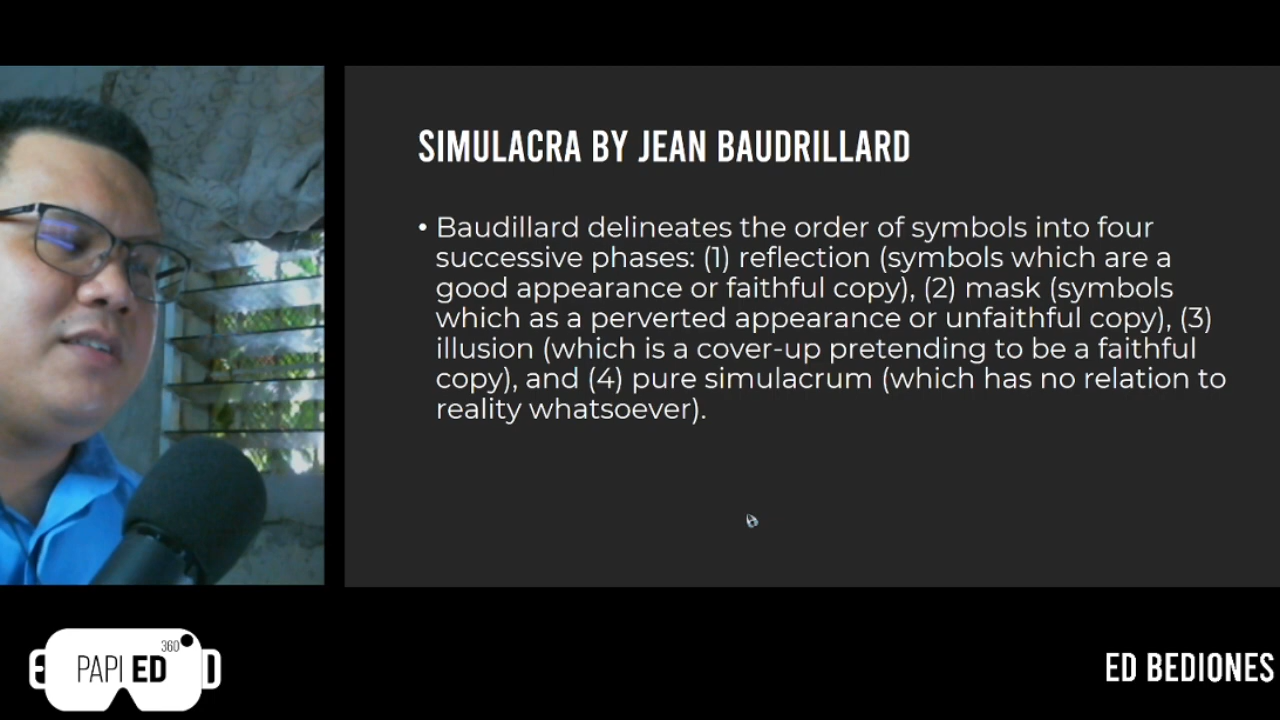 SIMULACRA BY JEAN BAUDRILLARD
• Baudillard delineates the order of symbols into four
successive phases: (1) reflection (symbols which are a
good appearance or faithful copy), (2) mask (symbols
which as a perverted appearance or unfaithful copy), (3)
illusion (which is a cover-up pretending to be a faithful
copy), and (4) pure simulacrum (which has no relation to
reality whatsoever).
360
PAPI ED
ED BEDIONES